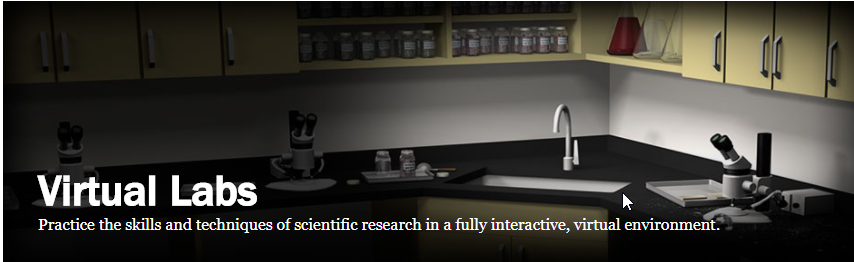 Virtual Labs
Practice the skills and techniques of scientific research in a fully interactive, virtual environment.